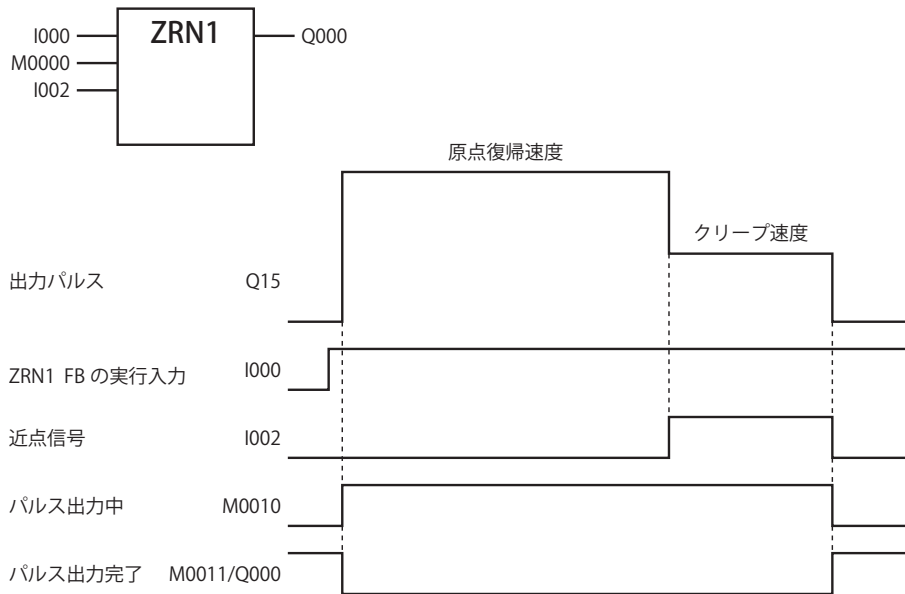 I000
ZRN1
Q000
M0000
I002
原点復帰速度
クリープ速度
出力パルス Q15
ZRN1 FB の実行入力 I000
近点信号 I002
パルス出力中 M0010
パルス出力完了 M0011/Q000